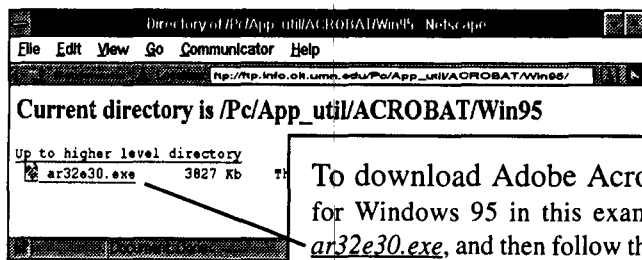 Directory of /Pc/App_util/ACROBAT/Win95 - Netscape
File Edit View Go Communicator Help
ftp://ftp.info.oit.umn.edu/Pc/App_util/ACROBAT/Win95/
Current directory is /Pc/App_util/ACROBAT/Win95
Up to higher level directory
ar32e30.exe 3827 Kb Th
To download Adobe Acro
for Windows 95 in this exam
ar32e30.exe, and then follow th